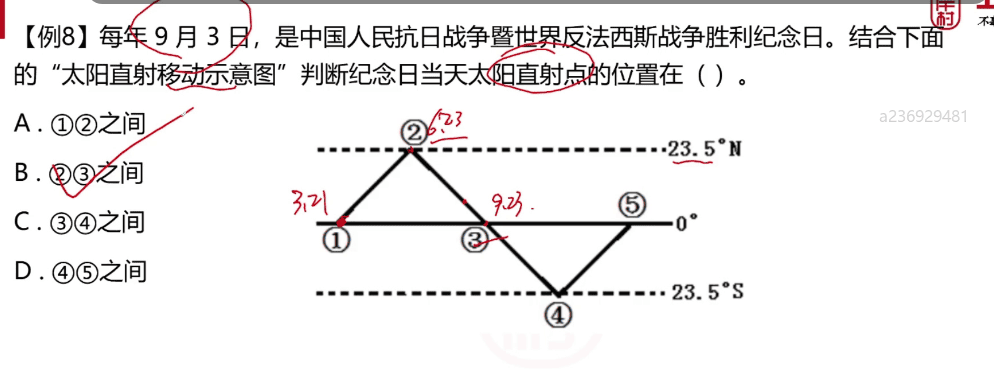 【例8】每年 9 月 3 日，是中国人民抗日战争暨世界反法西斯战争胜利纪念日。结合下面
的“太阳直射移动示意图”判断纪念日当天太阳直射点的位置在（ ）。
A . ①②之间
B . ②③之间
C . ③④之间
D . ④⑤之间
a236929481
② 6.23
23.5°N
3.21
9.23.
⑤
①
③
0°
23.5°S
④
村